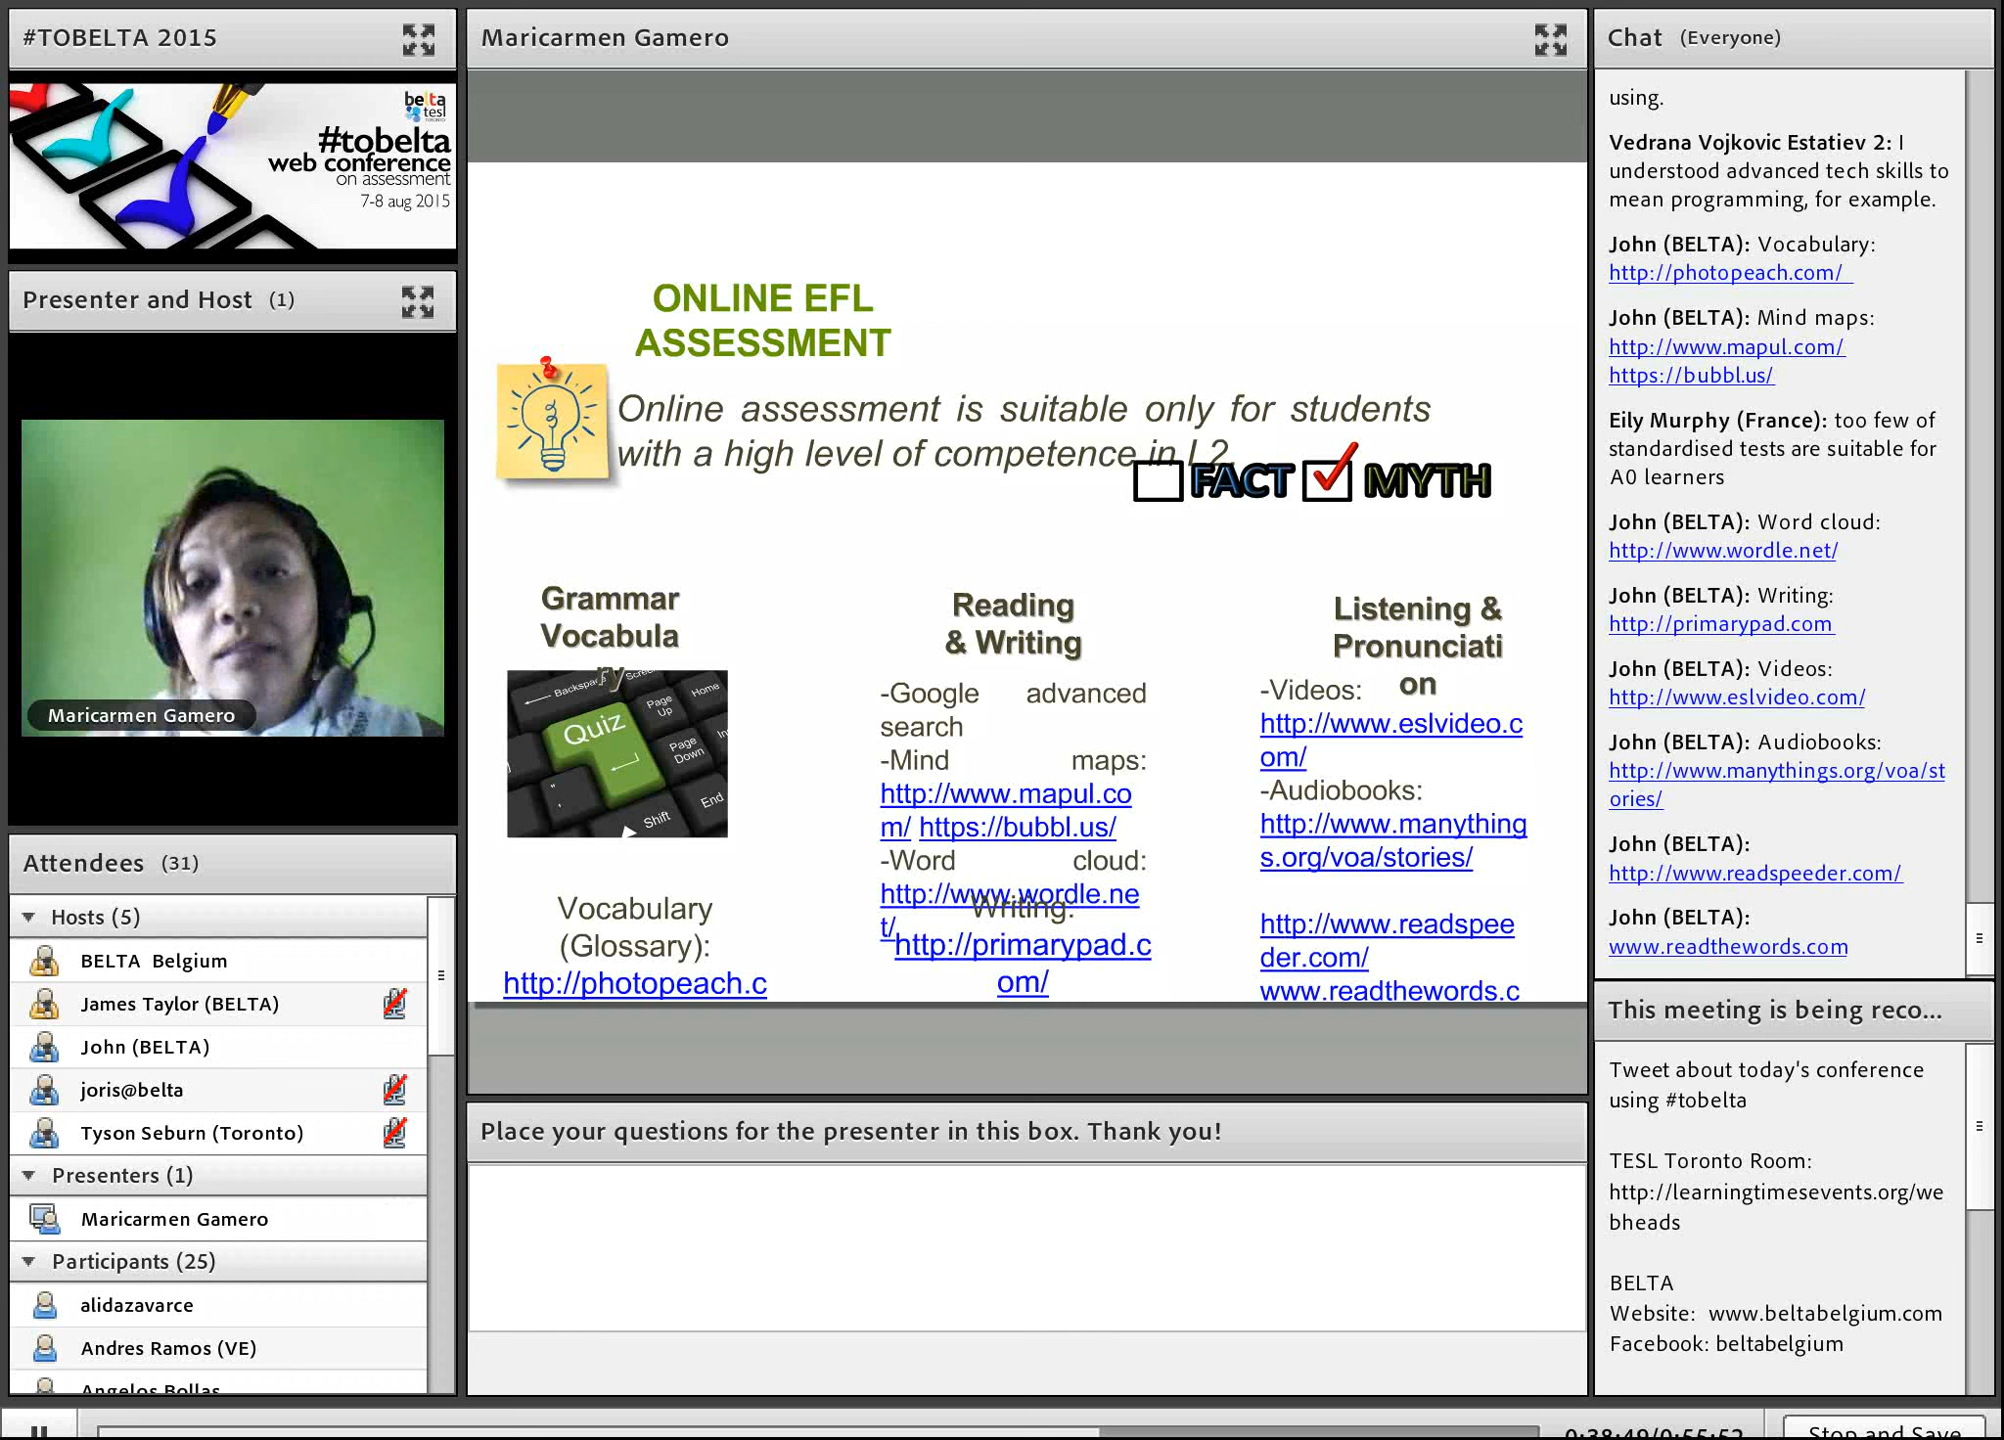 #TOBELTA 2015
belta
tesl
#tobelta
web conference
on assessment
7-8 aug 2015
Presenter and Host (1)
Maricarmen Gamero
Attendees (31)
Hosts (5)
BELTA Belgium
James Taylor (BELTA)
John (BELTA)
joris@belta
Tyson Seburn (Toronto)
Presenters (1)
Maricarmen Gamero
Participants (25)
alidazavarce
Andres Ramos (VE)
Angelos Bollas
Maricarmen Gamero
ONLINE EFL
ASSESSMENT
Online assessment is suitable only for students
with a high level of competence in L2.
FACT MYTH
Grammar
Vocabula
ry
Backspace
Home
Page
Up
Quiz
Page
Down
End
Shift
Vocabulary
(Glossary):
http://photopeach.c
Reading
& Writing
-Google advanced
search
-Mind maps:
http://www.mapul.co
m/ https://bubbl.us/
-Word cloud:
http://www.wordle.ne
t/
Writing:
http://primarypad.c
om/
Listening &
Pronunciati
on
-Videos:
http://www.eslvideo.c
om/
-Audiobooks:
http://www.manything
s.org/voa/stories/
http://www.readspee
der.com/
www.readthewords.c
Place your questions for the presenter in this box. Thank you!
Chat (Everyone)
using.
Vedrana Vojkovic Estatiev 2: I
understood advanced tech skills to
mean programming, for example.
John (BELTA): Vocabulary:
http://photopeach.com/
John (BELTA): Mind maps:
http://www.mapul.com/
https://bubbl.us/
Eily Murphy (France): too few of
standardised tests are suitable for
A0 learners
John (BELTA): Word cloud:
http://www.wordle.net/
John (BELTA): Writing:
http://primarypad.com
John (BELTA): Videos:
http://www.eslvideo.com/
John (BELTA): Audiobooks:
http://www.manythings.org/voa/st
ories/
John (BELTA):
http://www.readspeeder.com/
John (BELTA):
www.readthewords.com
This meeting is being reco...
Tweet about today's conference
using #tobelta
TESL Toronto Room:
http://learningtimesevents.org/we
bheads
BELTA
Website: www.beltabelgium.com
Facebook: beltabelgium
0:38:49/0:55:52
Stop and Save